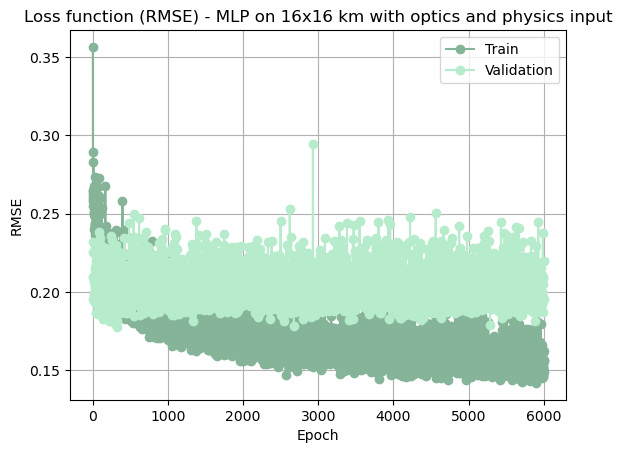 Loss function (RMSE) - MLP on 16x16 km with optics and physics input
Train
Validation
0.35
0.30
0.25
0.20
0.15
RMSE
0
1000
2000
3000
4000
5000
6000
Epoch